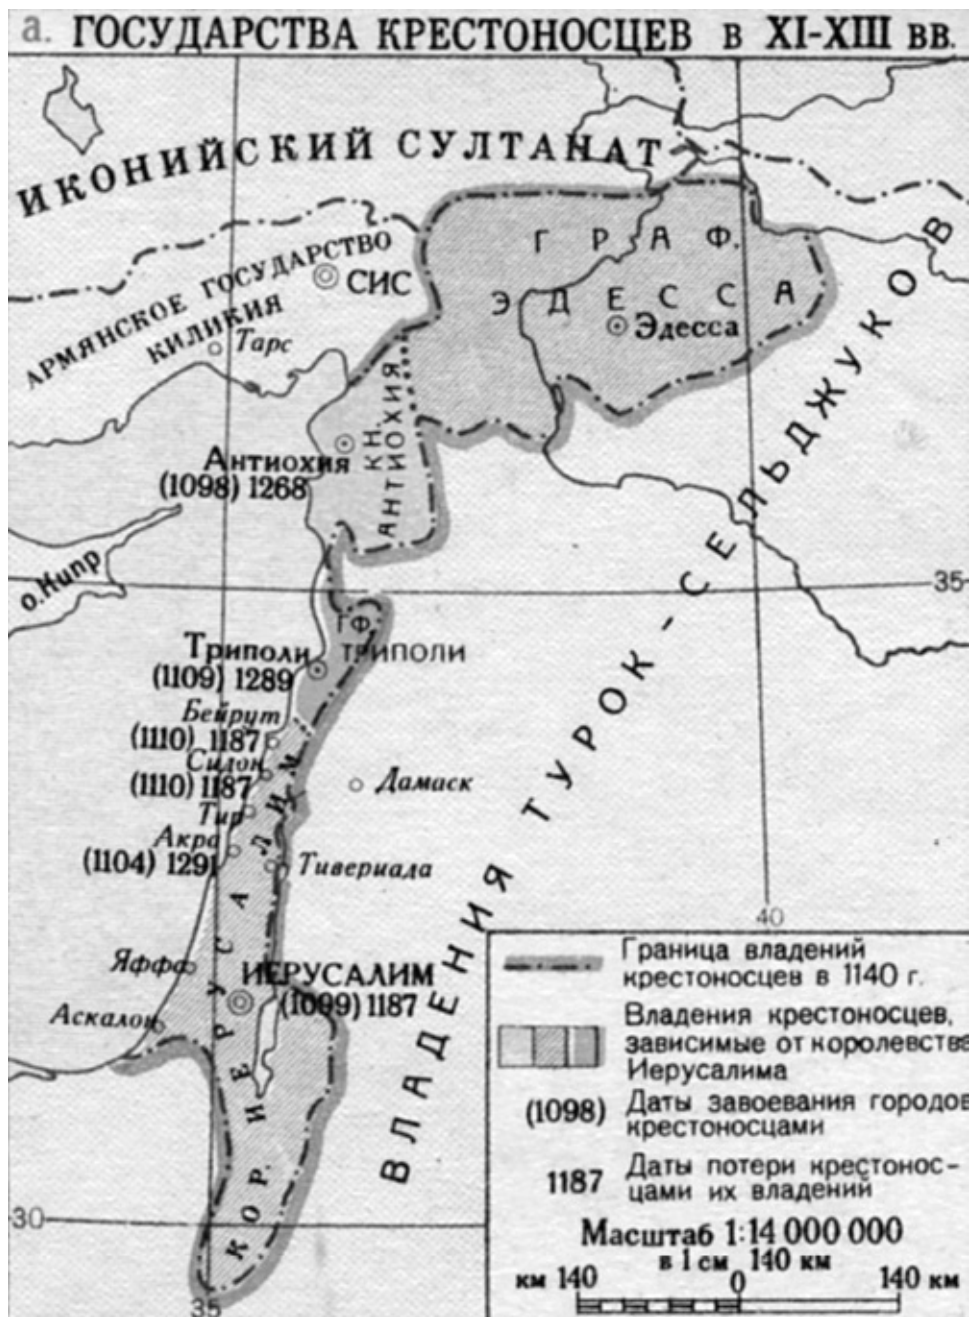 а. ГОСУДАРСТВА КРЕСТОНОСЦЕВ в XI-XIII вв.
ИКОНИЙСКИЙ СУЛТАНАТ
АРМЯНСКОЕ ГОСУДАРСТВО
КИЛИКИЯ
СИС
Тарс
ГРАФ.
ЭДЕССА
Эдесса
КН.
АНТИОХИЯ
Антиохия
(1098) 1268
о. Кипр
35
ГФ.
ТРИПОЛИ
Триполи
(1109) 1289
Бейрут
(1110) 1187
Сидон
(1110) 1187
Тир
Акра
(1104) 1291
Дамаск
Тивериада
Яффа
ИЕРУСАЛИМ
(1099) 1187
Аскалон
КОР. ИЕРУСАЛИМ
ВЛАДЕНИЯ ТУРОК-СЕЛЬДЖУКОВ
40
30
35
Граница владений
крестоносцев в 1140 г.
Владения крестоносцев,
зависимые от королевства
Иерусалима
(1098) Даты завоевания городов
крестоносцами
1187 Даты потери крестонос-
цами их владений
Масштаб 1:14 000 000
в 1 см 140 км
км 140 0 140 км